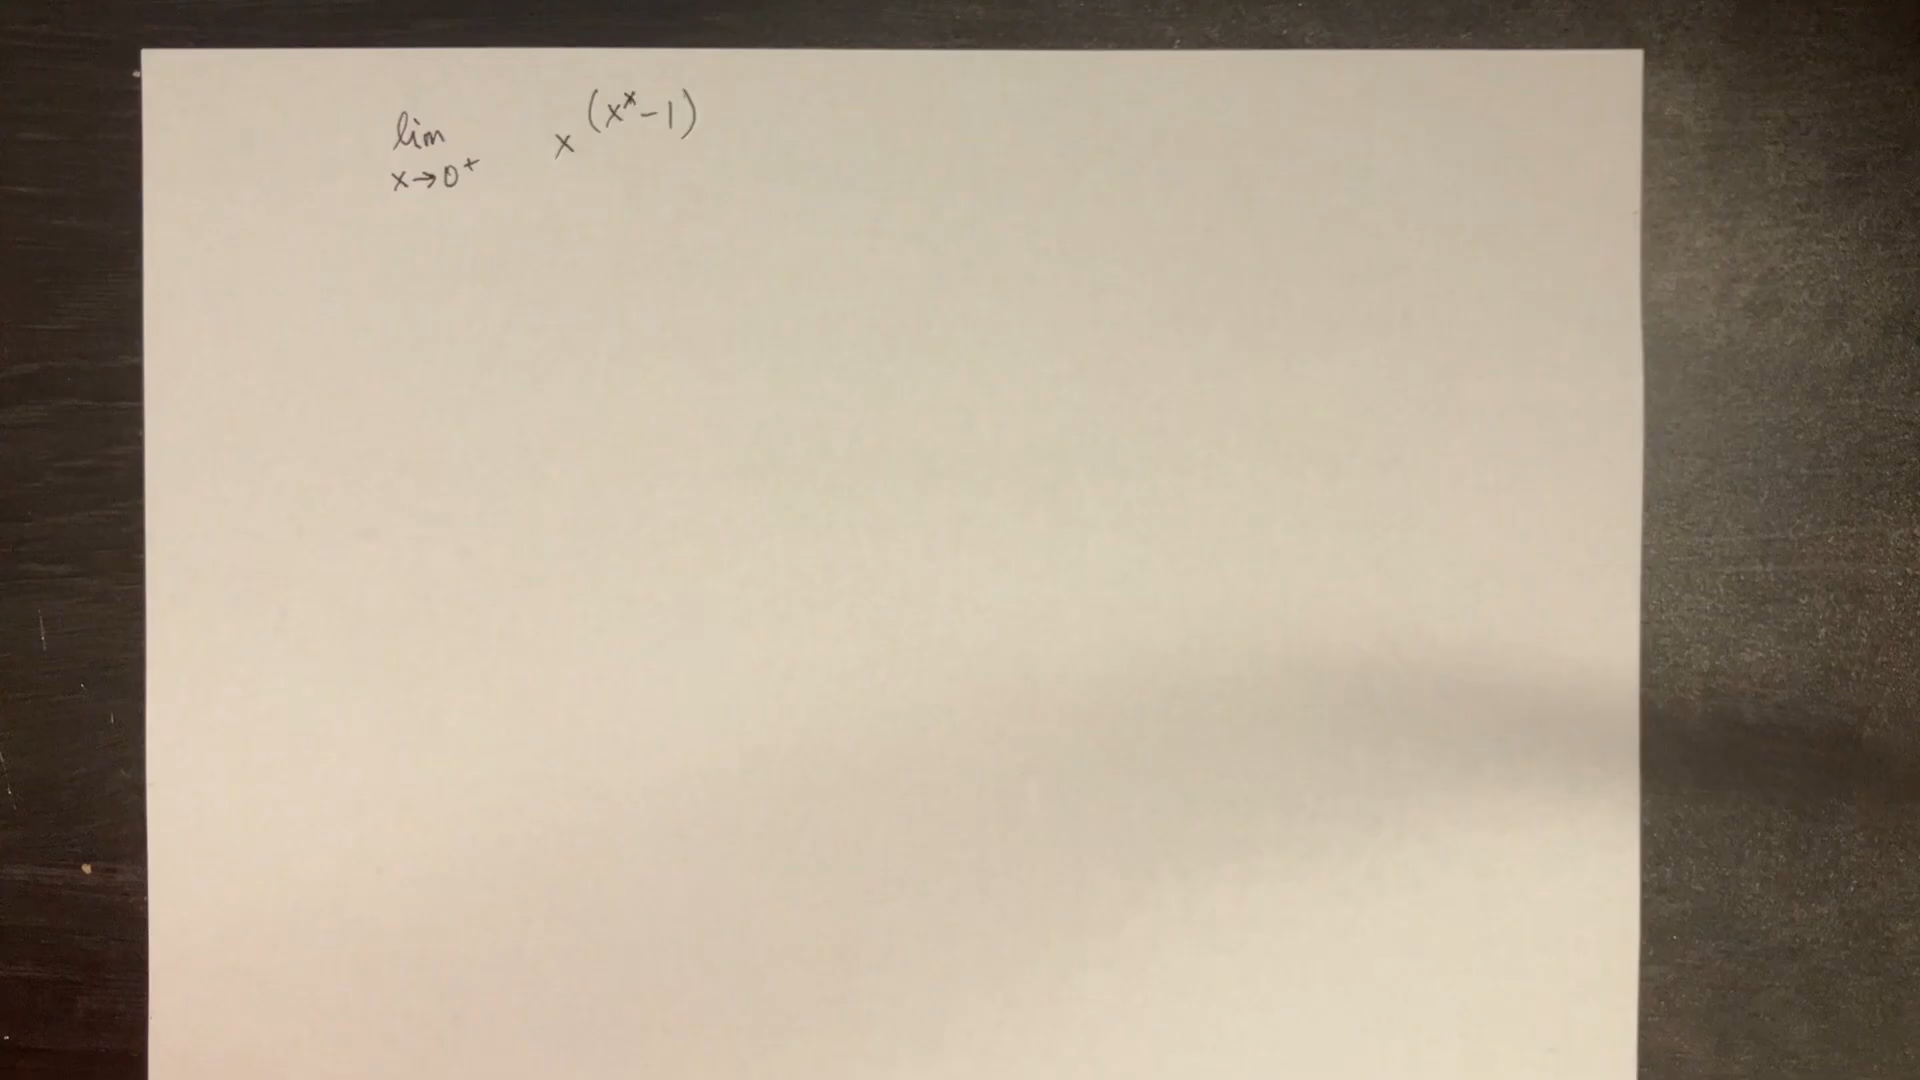 lim x^(x^x - 1)
x→0⁺